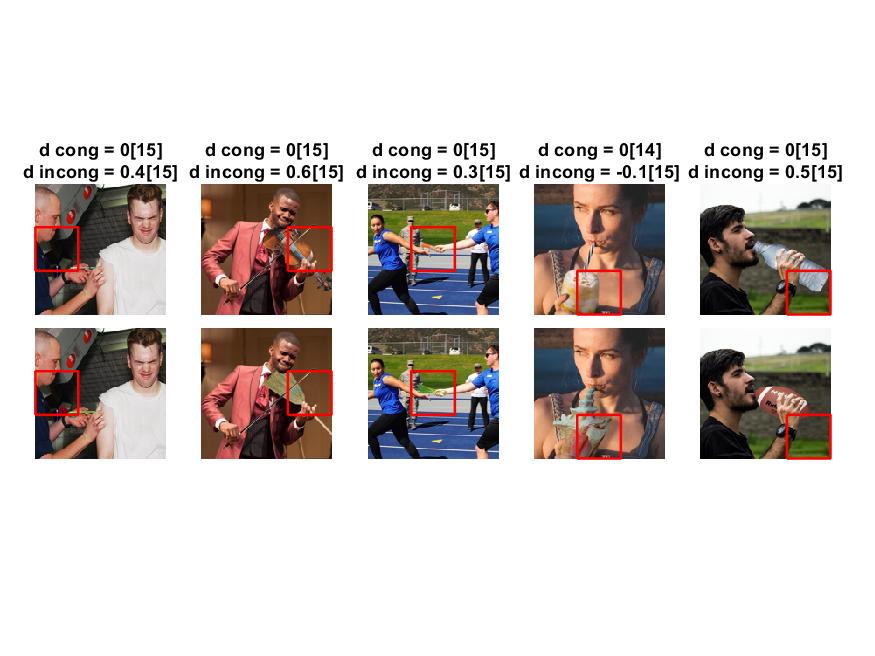 d cong = 0[15]
d incong = 0.4[15]
d cong = 0[15]
d incong = 0.6[15]
d cong = 0[15]
d incong = 0.3[15]
d cong = 0[14]
d incong = -0.1[15]
d cong = 0[15]
d incong = 0.5[15]